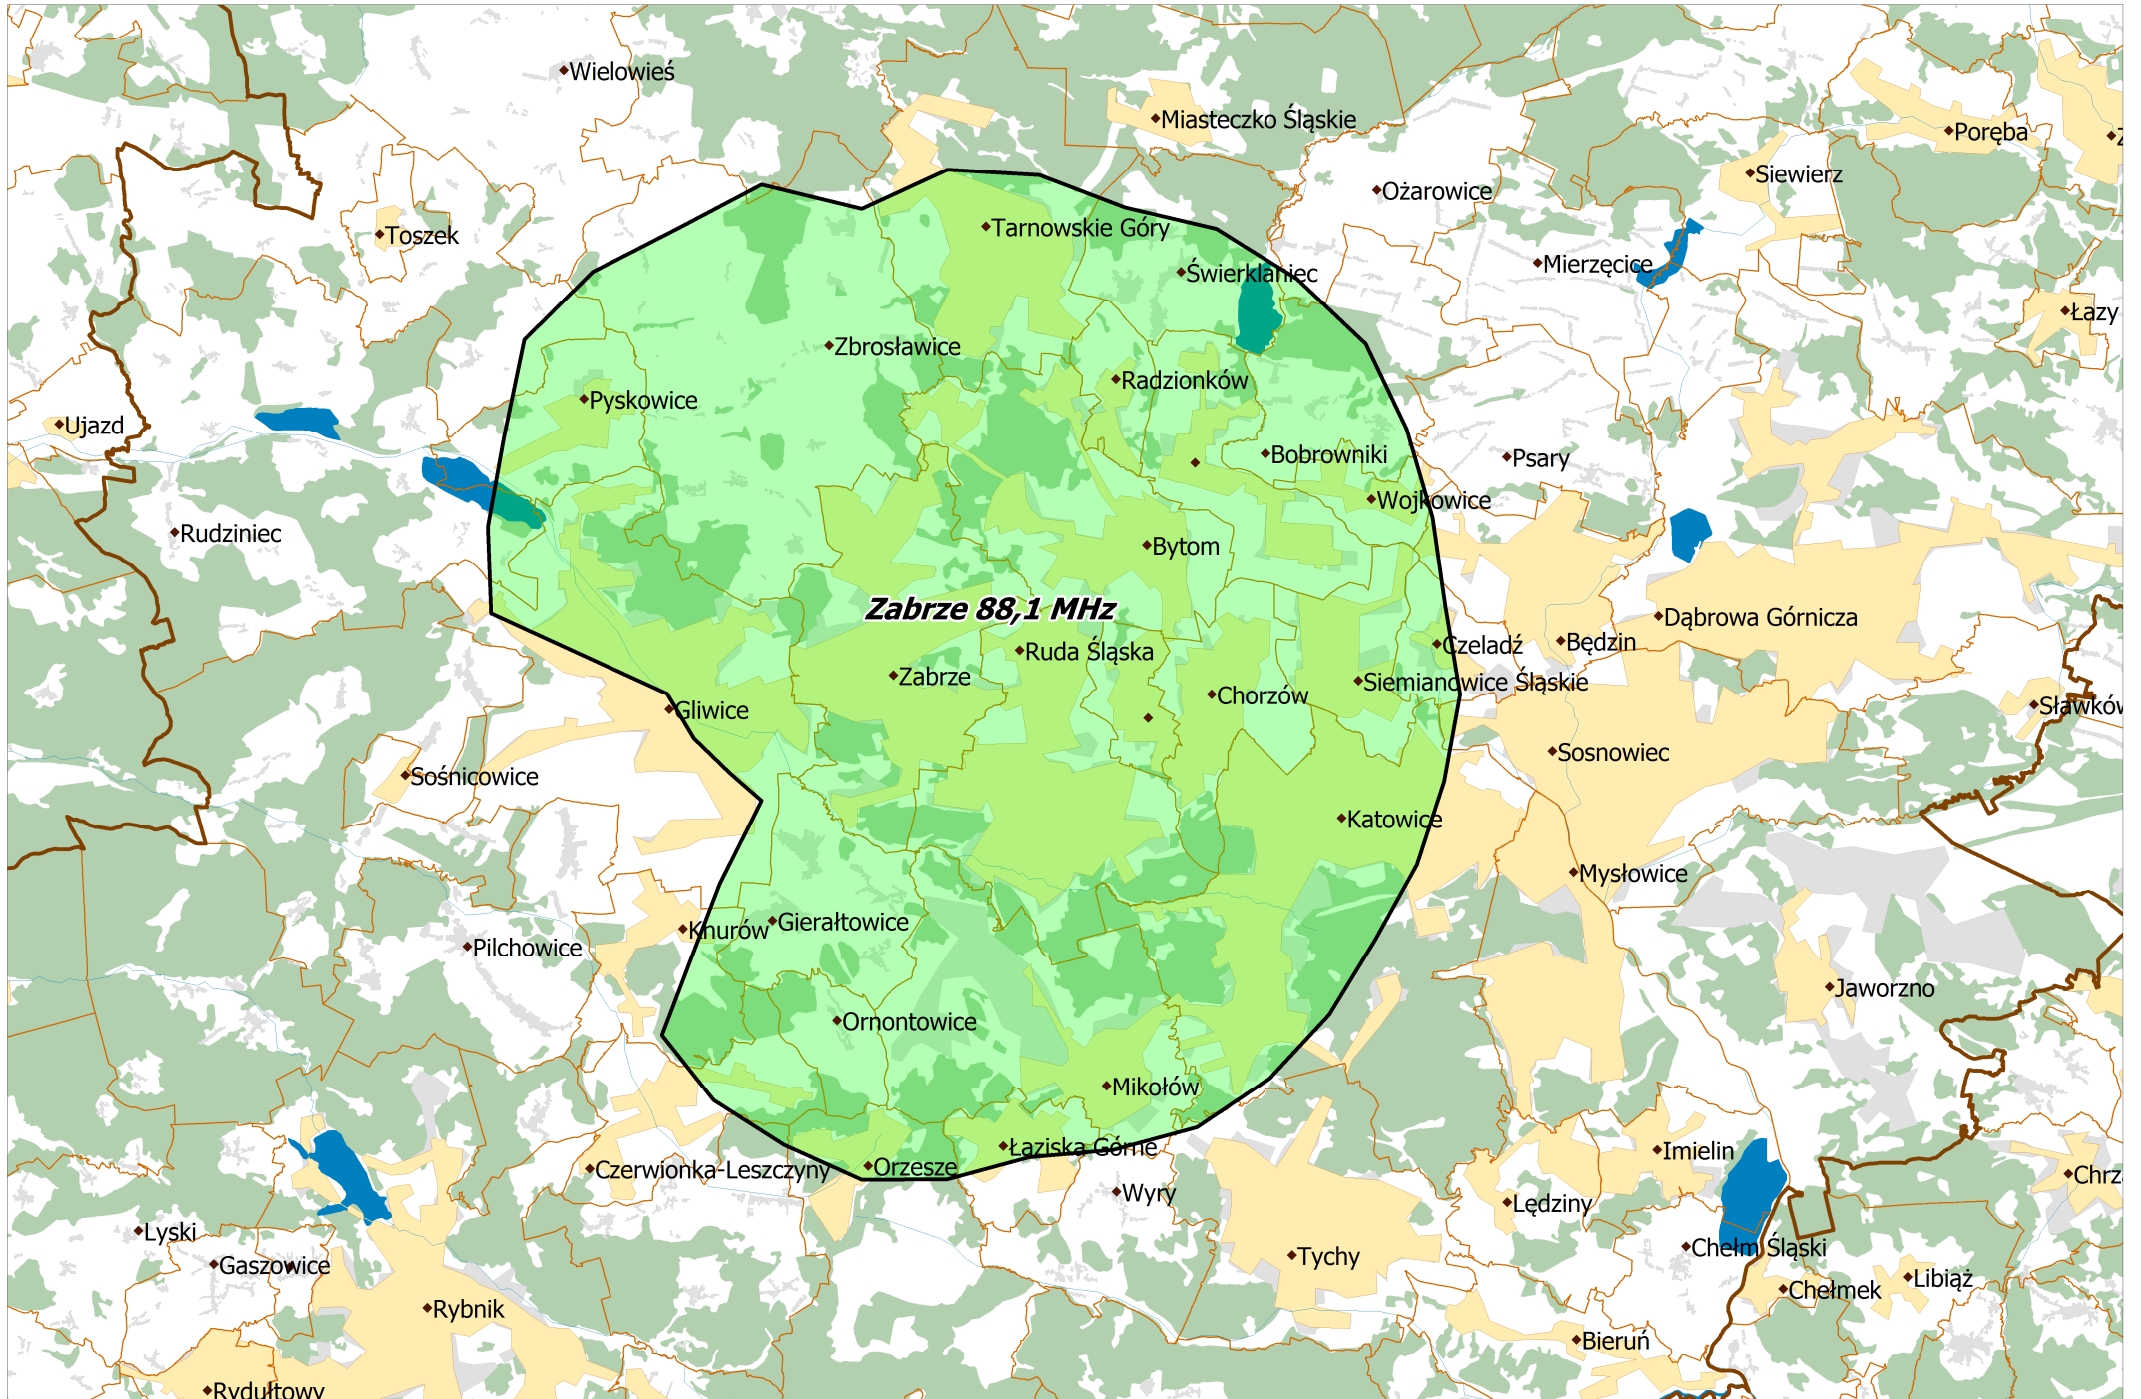 Wielowieś
Miasteczko Śląskie
Poręba
Siewierz
Ożarowice
Toszek
Tarnowskie Góry
Mierzęcice
Świerklaniec
Łazy
Zbrosławice
Radzionków
Pyskowice
Ujazd
Bobrowniki
Psary
Wojkowice
Rudziniec
Bytom
Zabrze 88,1 MHz
Dąbrowa Górnicza
Będzin
Czeladź
Ruda Śląska
Zabrze
Siemianowice Śląskie
Chorzów
Sławków
Gliwice
Sosnowiec
Sośnicowice
Katowice
Mysłowice
Gierałtowice
Knurów
Pilchowice
Jaworzno
Ornontowice
Mikołów
Łaziska Górne
Imielin
Orzesze
Czerwionka-Leszczyny
Chrz
Wyry
Lędziny
Lyski
Chełm Śląski
Tychy
Gaszowice
Libiąż
Chełmek
Rybnik
Bieruń
Rydułtowy